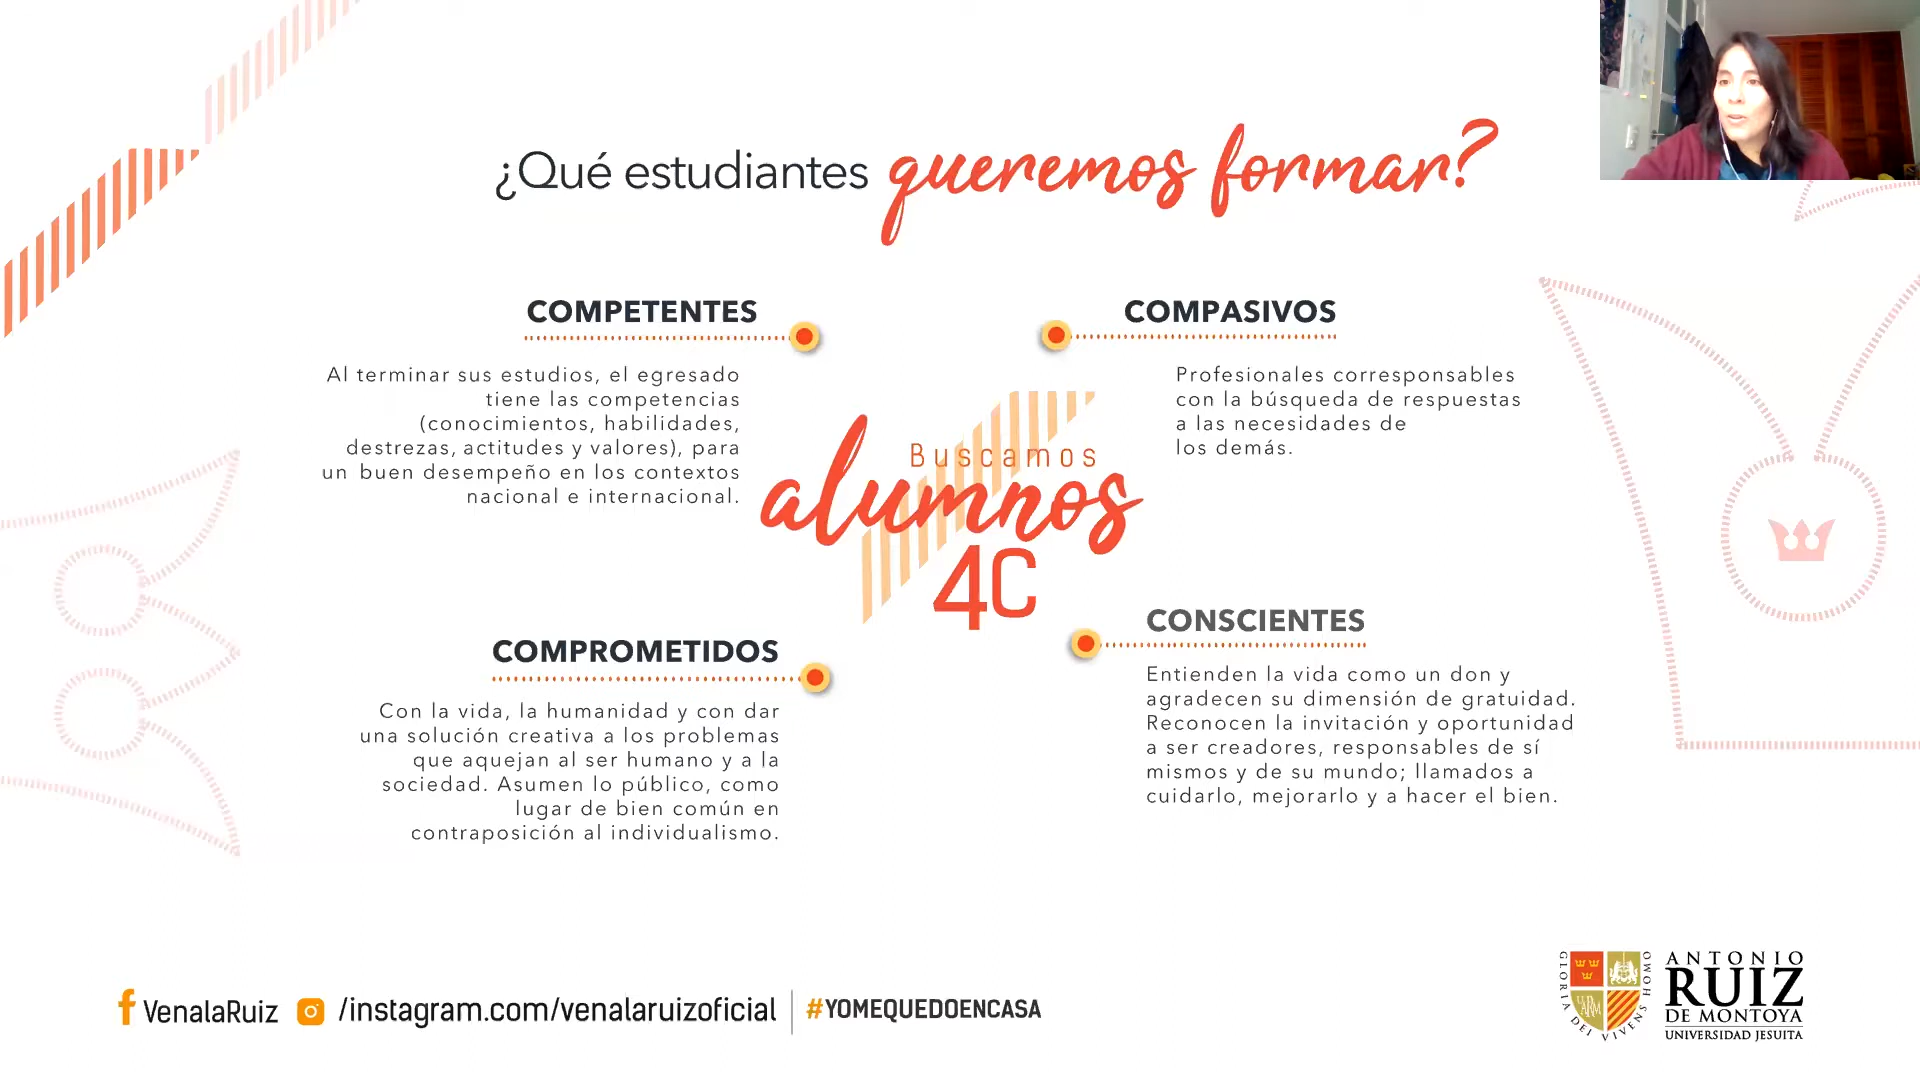 ¿Qué estudiantes queremos formar?
COMPETENTES
Al terminar sus estudios, el egresado
tiene las competencias
(conocimientos, habilidades,
destrezas, actitudes y valores), para
un buen desempeño en los contextos
nacional e internacional.
COMPASIVOS
Profesionales corresponsables
con la búsqueda de respuestas
a las necesidades de
los demás.
Buscamos
alumnos
4C
COMPROMETIDOS
Con la vida, la humanidad y con dar
una solución creativa a los problemas
que aquejan al ser humano y a la
sociedad. Asumen lo público, como
lugar de bien común en
contraposición al individualismo.
CONSCIENTES
Entienden la vida como un don y
agradecen su dimensión de gratuidad.
Reconocen la invitación y oportunidad
a ser creadores, responsables de sí
mismos y de su mundo; llamados a
cuidarlo, mejorarlo y a hacer el bien.
VenalaRuiz /instagram.com/venalaruizoficial #YOMEQUEDOENCASA
GLORIA DEI VIVENS HOMO
UARM
ANTONIO
RUIZ
DE MONTOYA
UNIVERSIDAD JESUITA